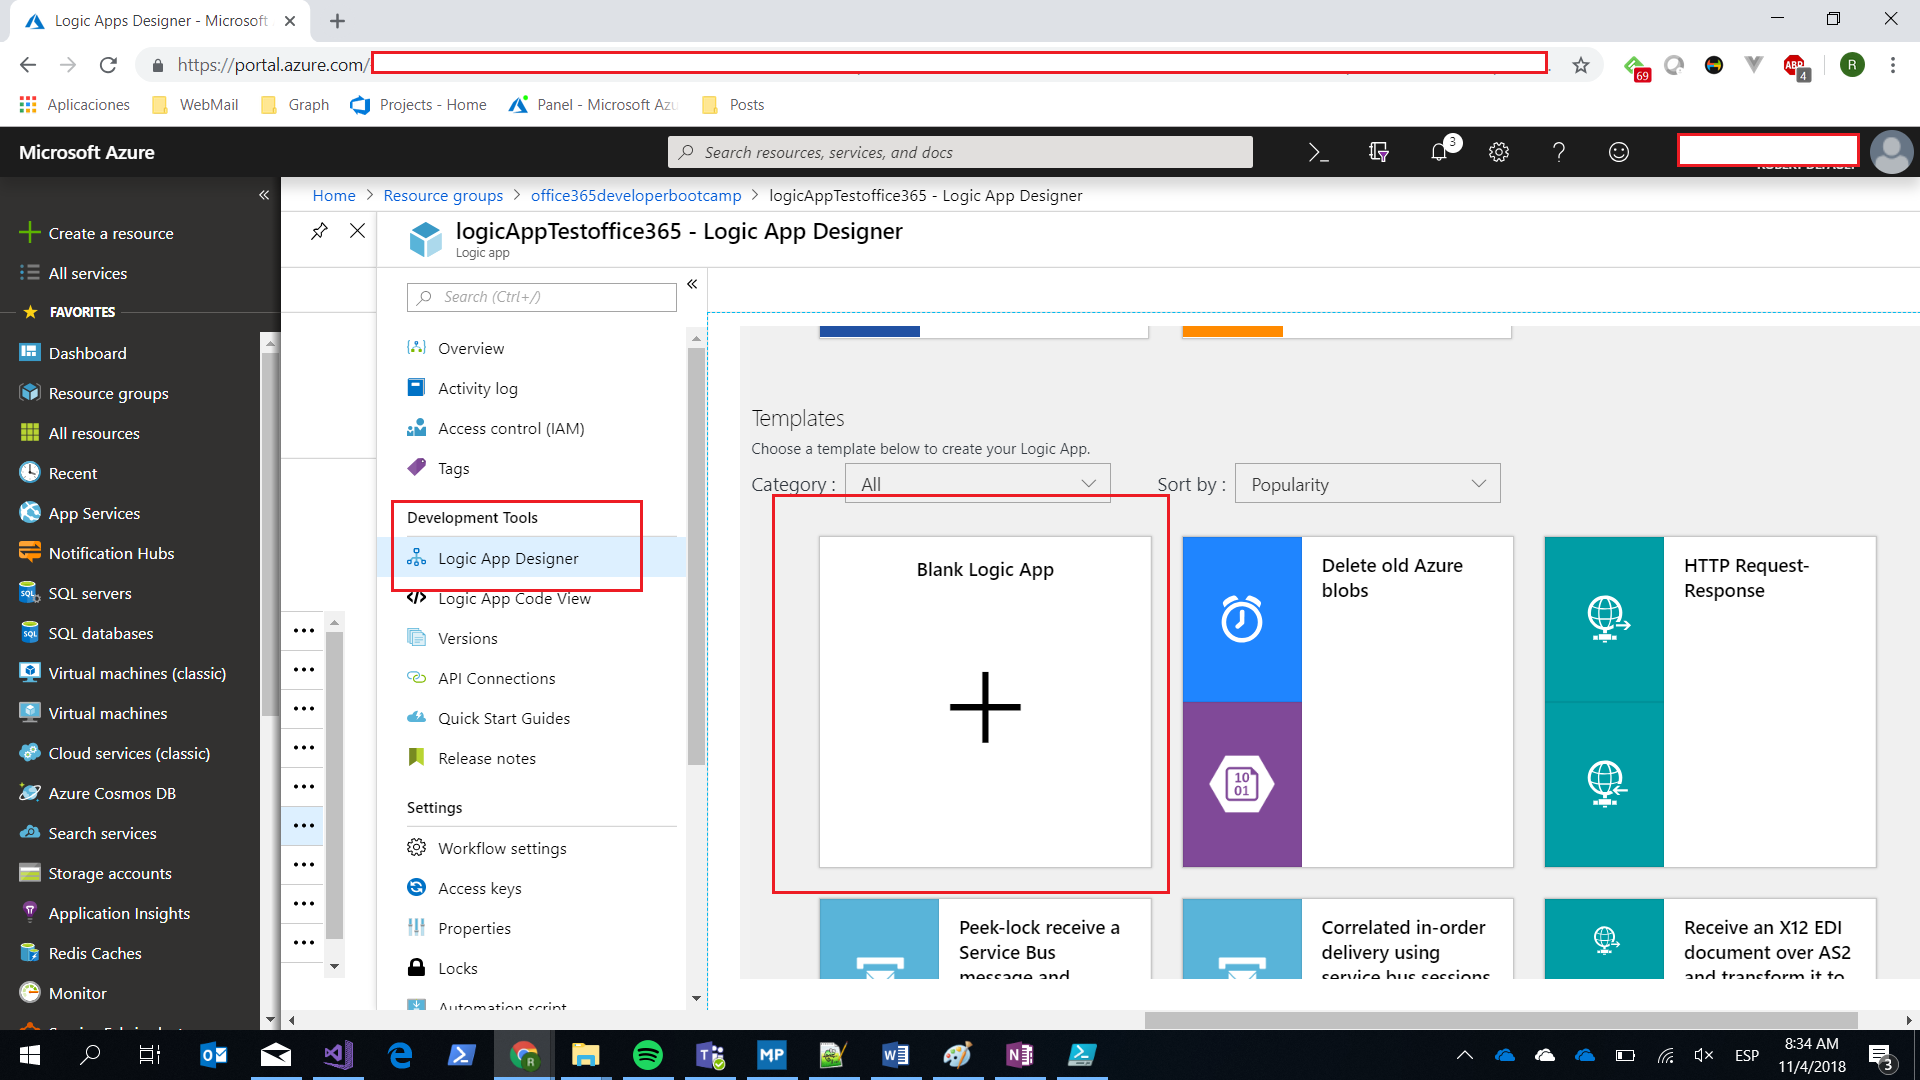 Logic Apps Designer - Microsoft
https://portal.azure.com/
69
ABP
4
R
Aplicaciones
WebMail
Graph
Projects - Home
Panel - Microsoft Azu
Posts
Microsoft Azure
Search resources, services, and docs
3
Home > Resource groups > office365developerbootcamp > logicAppTestoffice365 - Logic App Designer
Create a resource
All services
FAVORITES
Dashboard
Resource groups
All resources
Recent
App Services
Notification Hubs
SQL servers
SQL databases
Virtual machines (classic)
Virtual machines
Cloud services (classic)
Azure Cosmos DB
Search services
Storage accounts
Application Insights
Redis Caches
Monitor
logicAppTestoffice365 - Logic App Designer
Logic app
Search (Ctrl+/)
Overview
Activity log
Access control (IAM)
Tags
Development Tools
Logic App Designer
Logic App Code View
Versions
API Connections
Quick Start Guides
Release notes
Settings
Workflow settings
Access keys
Properties
Locks
Automation script
Templates
Choose a template below to create your Logic App.
Category : All
Sort by : Popularity
Blank Logic App
Delete old Azure
blobs
10
01
HTTP Request-
Response
Peek-lock receive a
Service Bus
message and
Correlated in-order
delivery using
service bus sessions
Receive an X12 EDI
document over AS2
and transform it to
MP
ESP
8:34 AM
11/4/2018
3